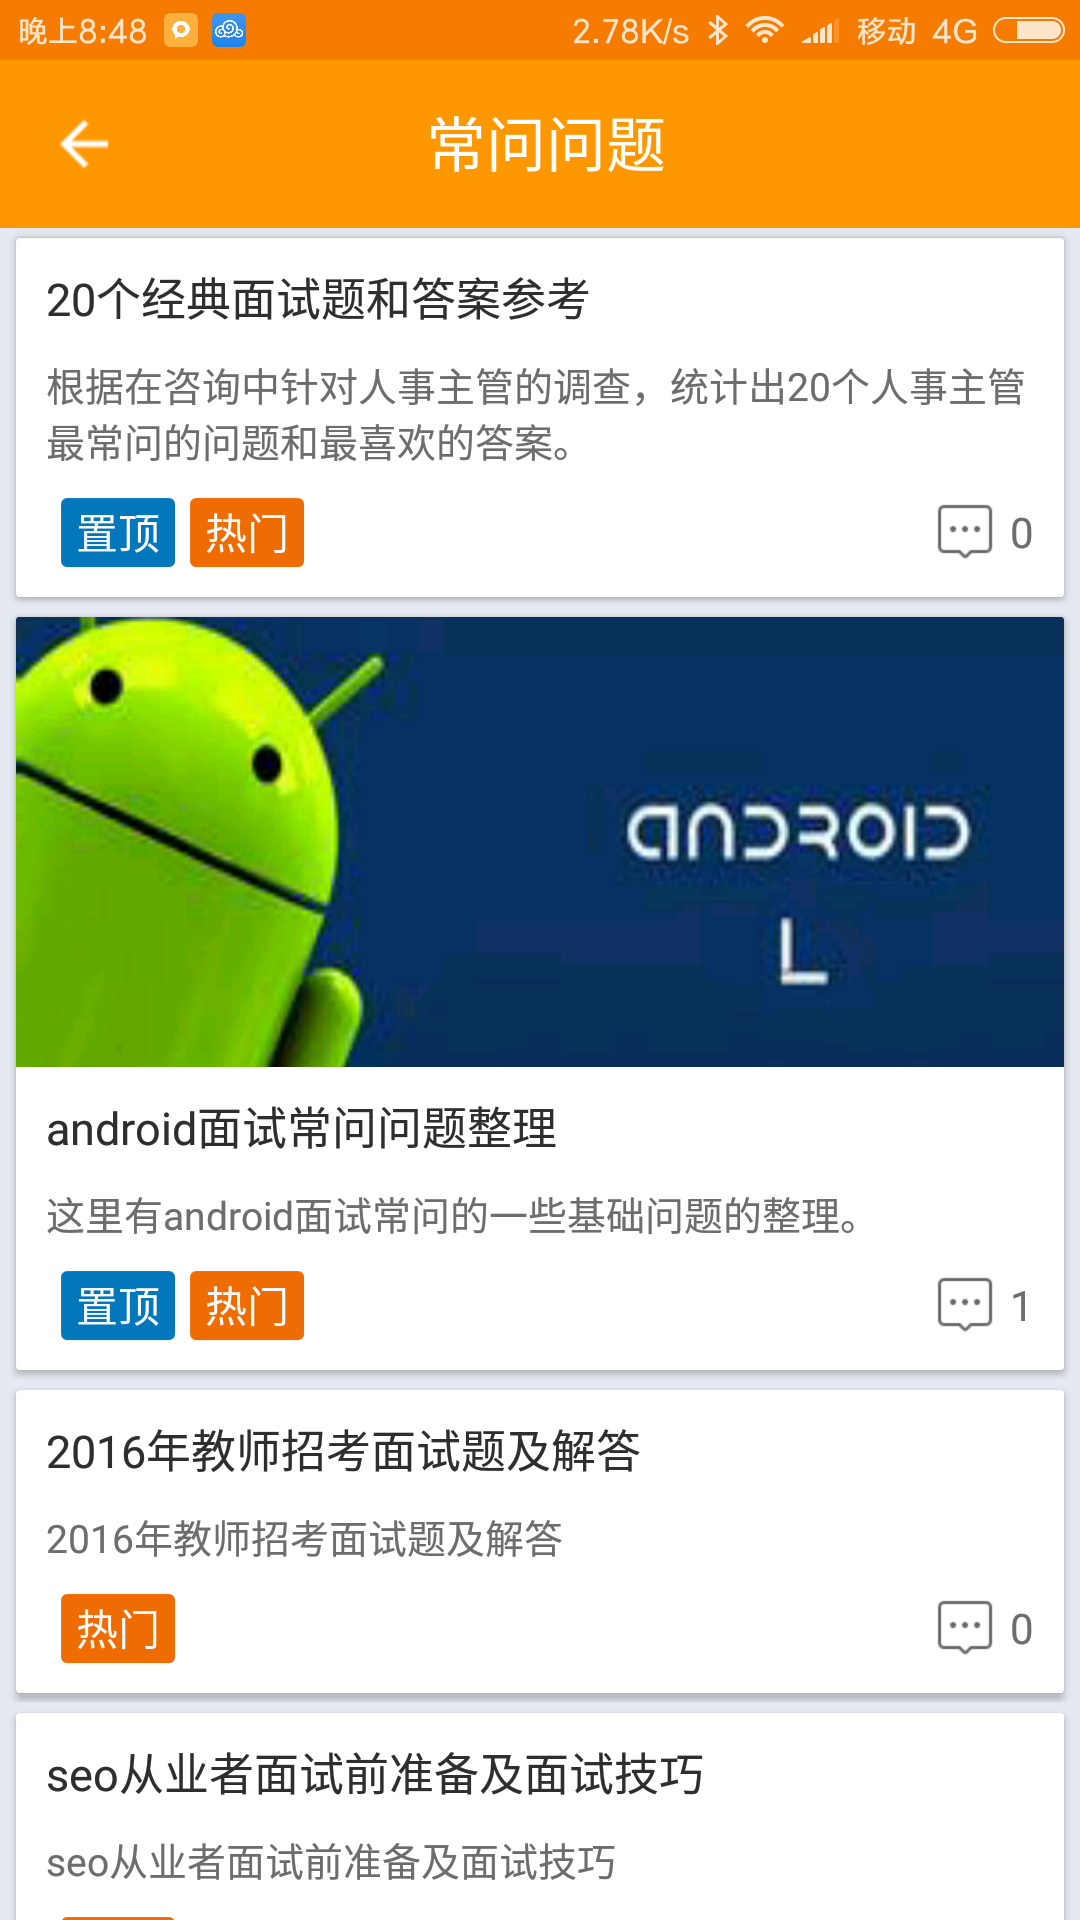 晚上8:48
2.78K/s 移动 4G
常问问题
20个经典面试题和答案参考
根据在咨询中针对人事主管的调查，统计出20个人事主管
最常问的问题和最喜欢的答案。
置顶 热门 0
ANDROID
L
android面试常问问题整理
这里有android面试常问的一些基础问题的整理。
置顶 热门 1
2016年教师招考面试题及解答
2016年教师招考面试题及解答
热门 0
seo从业者面试前准备及面试技巧
seo从业者面试前准备及面试技巧